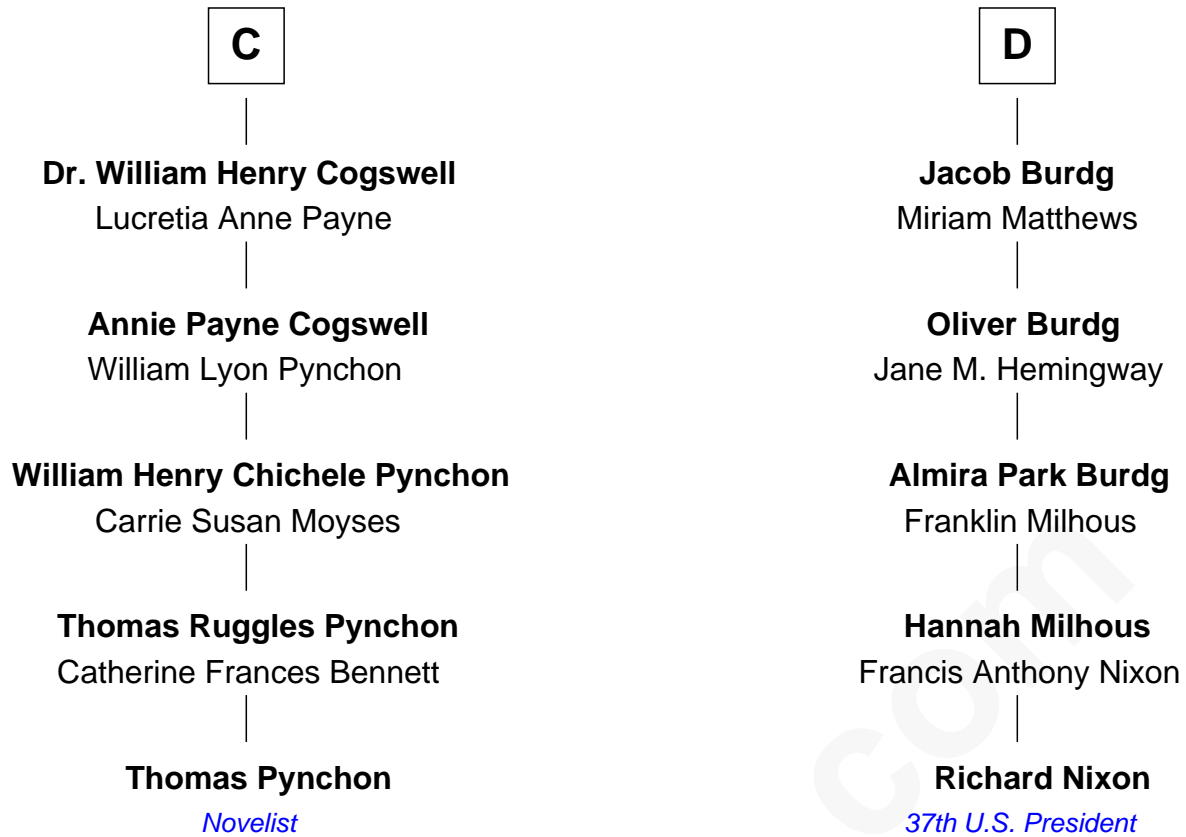 C
Dr. William Henry Cogswell
Lucretia Anne Payne
Annie Payne Cogswell
William Lyon Pynchon
William Henry Chichele Pynchon
Carrie Susan Moyses
Thomas Ruggles Pynchon
Catherine Frances Bennett
Thomas Pynchon
Novelist
D
Jacob Burdg
Miriam Matthews
Oliver Burdg
Jane M. Hemingway
Almira Park Burdg
Franklin Milhous
Hannah Milhous
Francis Anthony Nixon
Richard Nixon
37th U.S. President
com